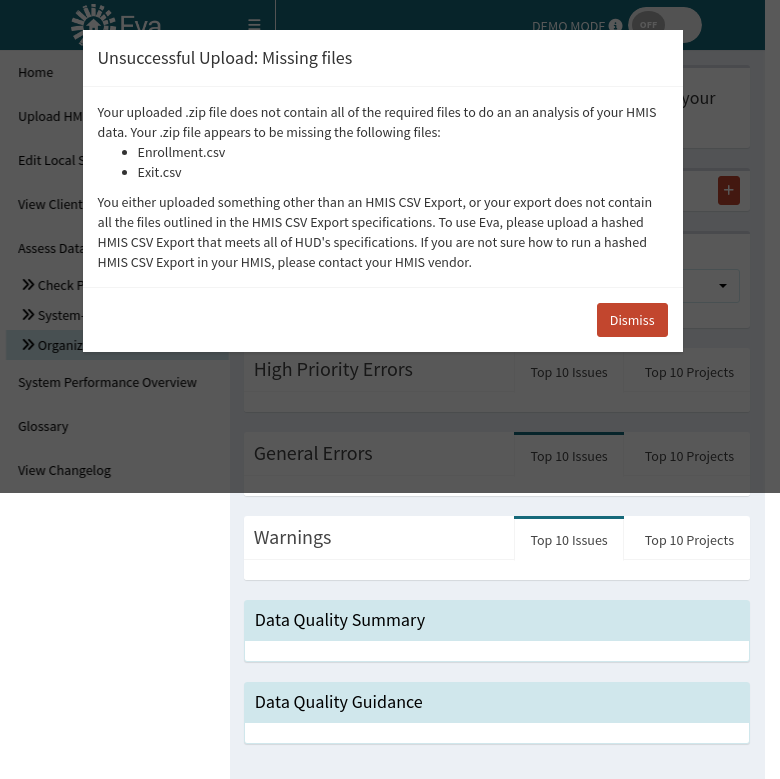 Eva
DEMO MODE
OFF
Unsuccessful Upload: Missing files
Your uploaded .zip file does not contain all of the required files to do an an analysis of your HMIS
data. Your .zip file appears to be missing the following files:
Enrollment.csv
Exit.csv
You either uploaded something other than an HMIS CSV Export, or your export does not contain
all the files outlined in the HMIS CSV Export specifications. To use Eva, please upload a hashed
HMIS CSV Export that meets all of HUD's specifications. If you are not sure how to run a hashed
HMIS CSV Export in your HMIS, please contact your HMIS vendor.
Dismiss
Home
Upload HM
Edit Local S
View Client
Assess Data
Check P
System-
Organiz
System Performance Overview
Glossary
View Changelog
your
High Priority Errors
Top 10 Issues
Top 10 Projects
General Errors
Top 10 Issues
Top 10 Projects
Warnings
Top 10 Issues
Top 10 Projects
Data Quality Summary
Data Quality Guidance